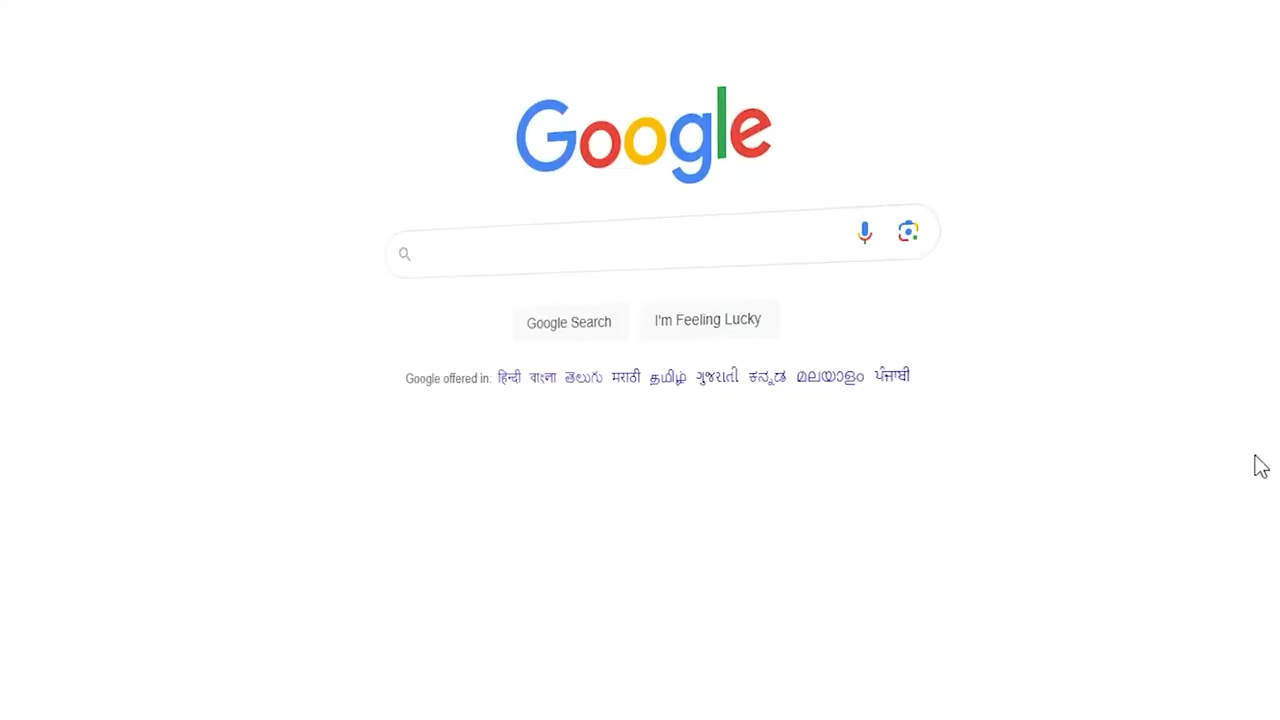 Google
Google Search I'm Feeling Lucky
Google offered in: हिन्दी বাংলা తెలుగు मराठी தமிழ் ગુજરાતી ಕನ್ನಡ മലയാളം ਪੰਜਾਬੀ